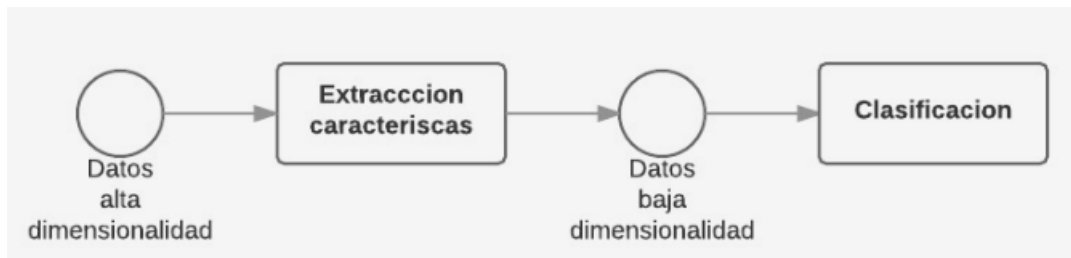 Datos
alta
dimensionalidad
Extracccion
caracteriscas
Datos
baja
dimensionalidad
Clasificacion